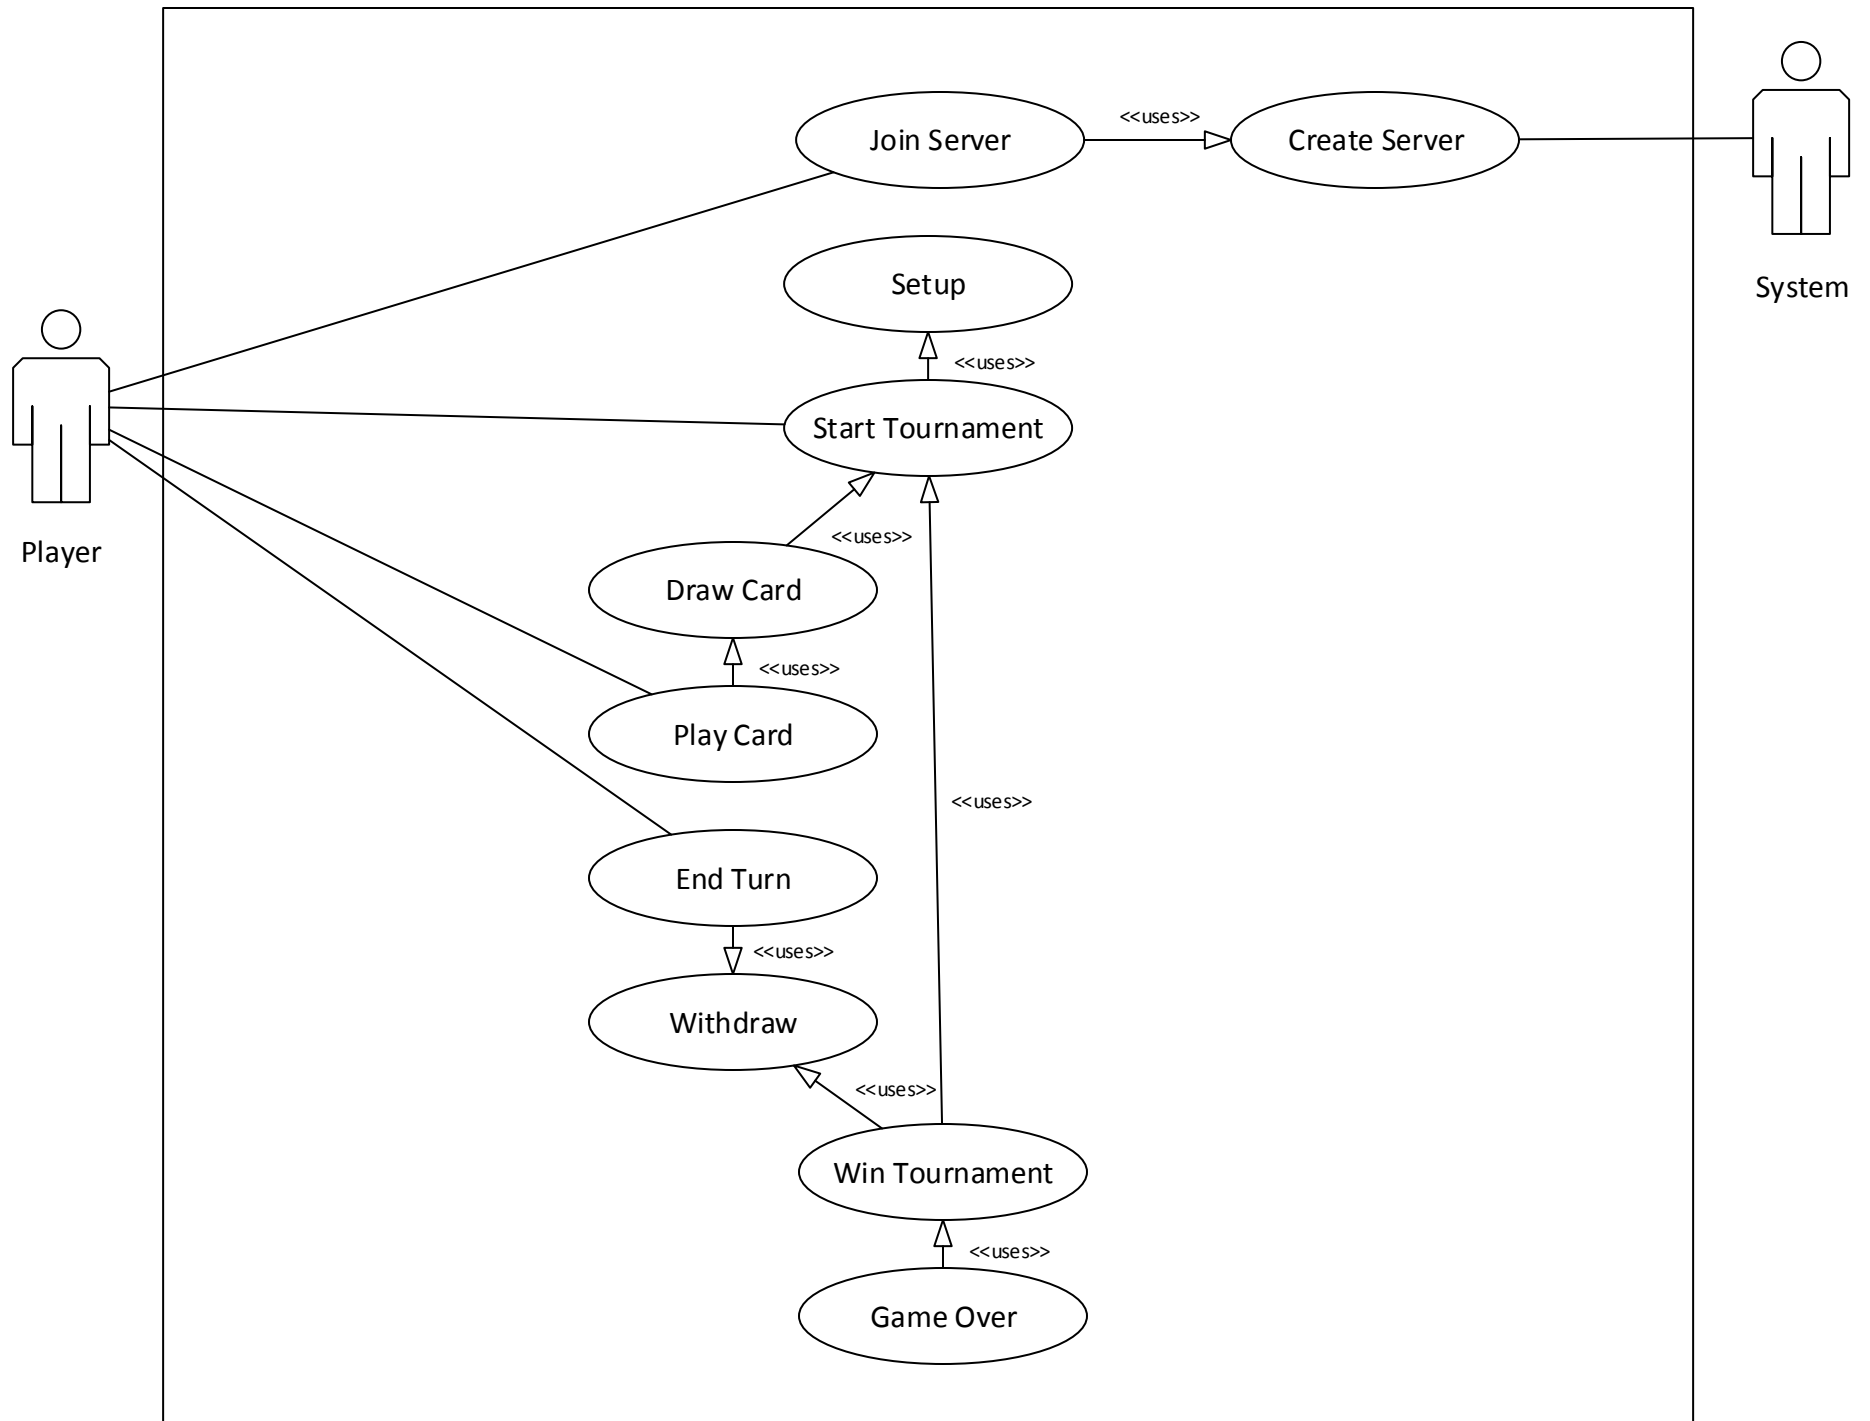 <<uses>>
Join Server
Create Server
Setup
System
<<uses>>
Start Tournament
<<uses>>
Player
Draw Card
<<uses>>
Play Card
<<uses>>
End Turn
<<uses>>
Withdraw
<<uses>>
Win Tournament
<<uses>>
Game Over